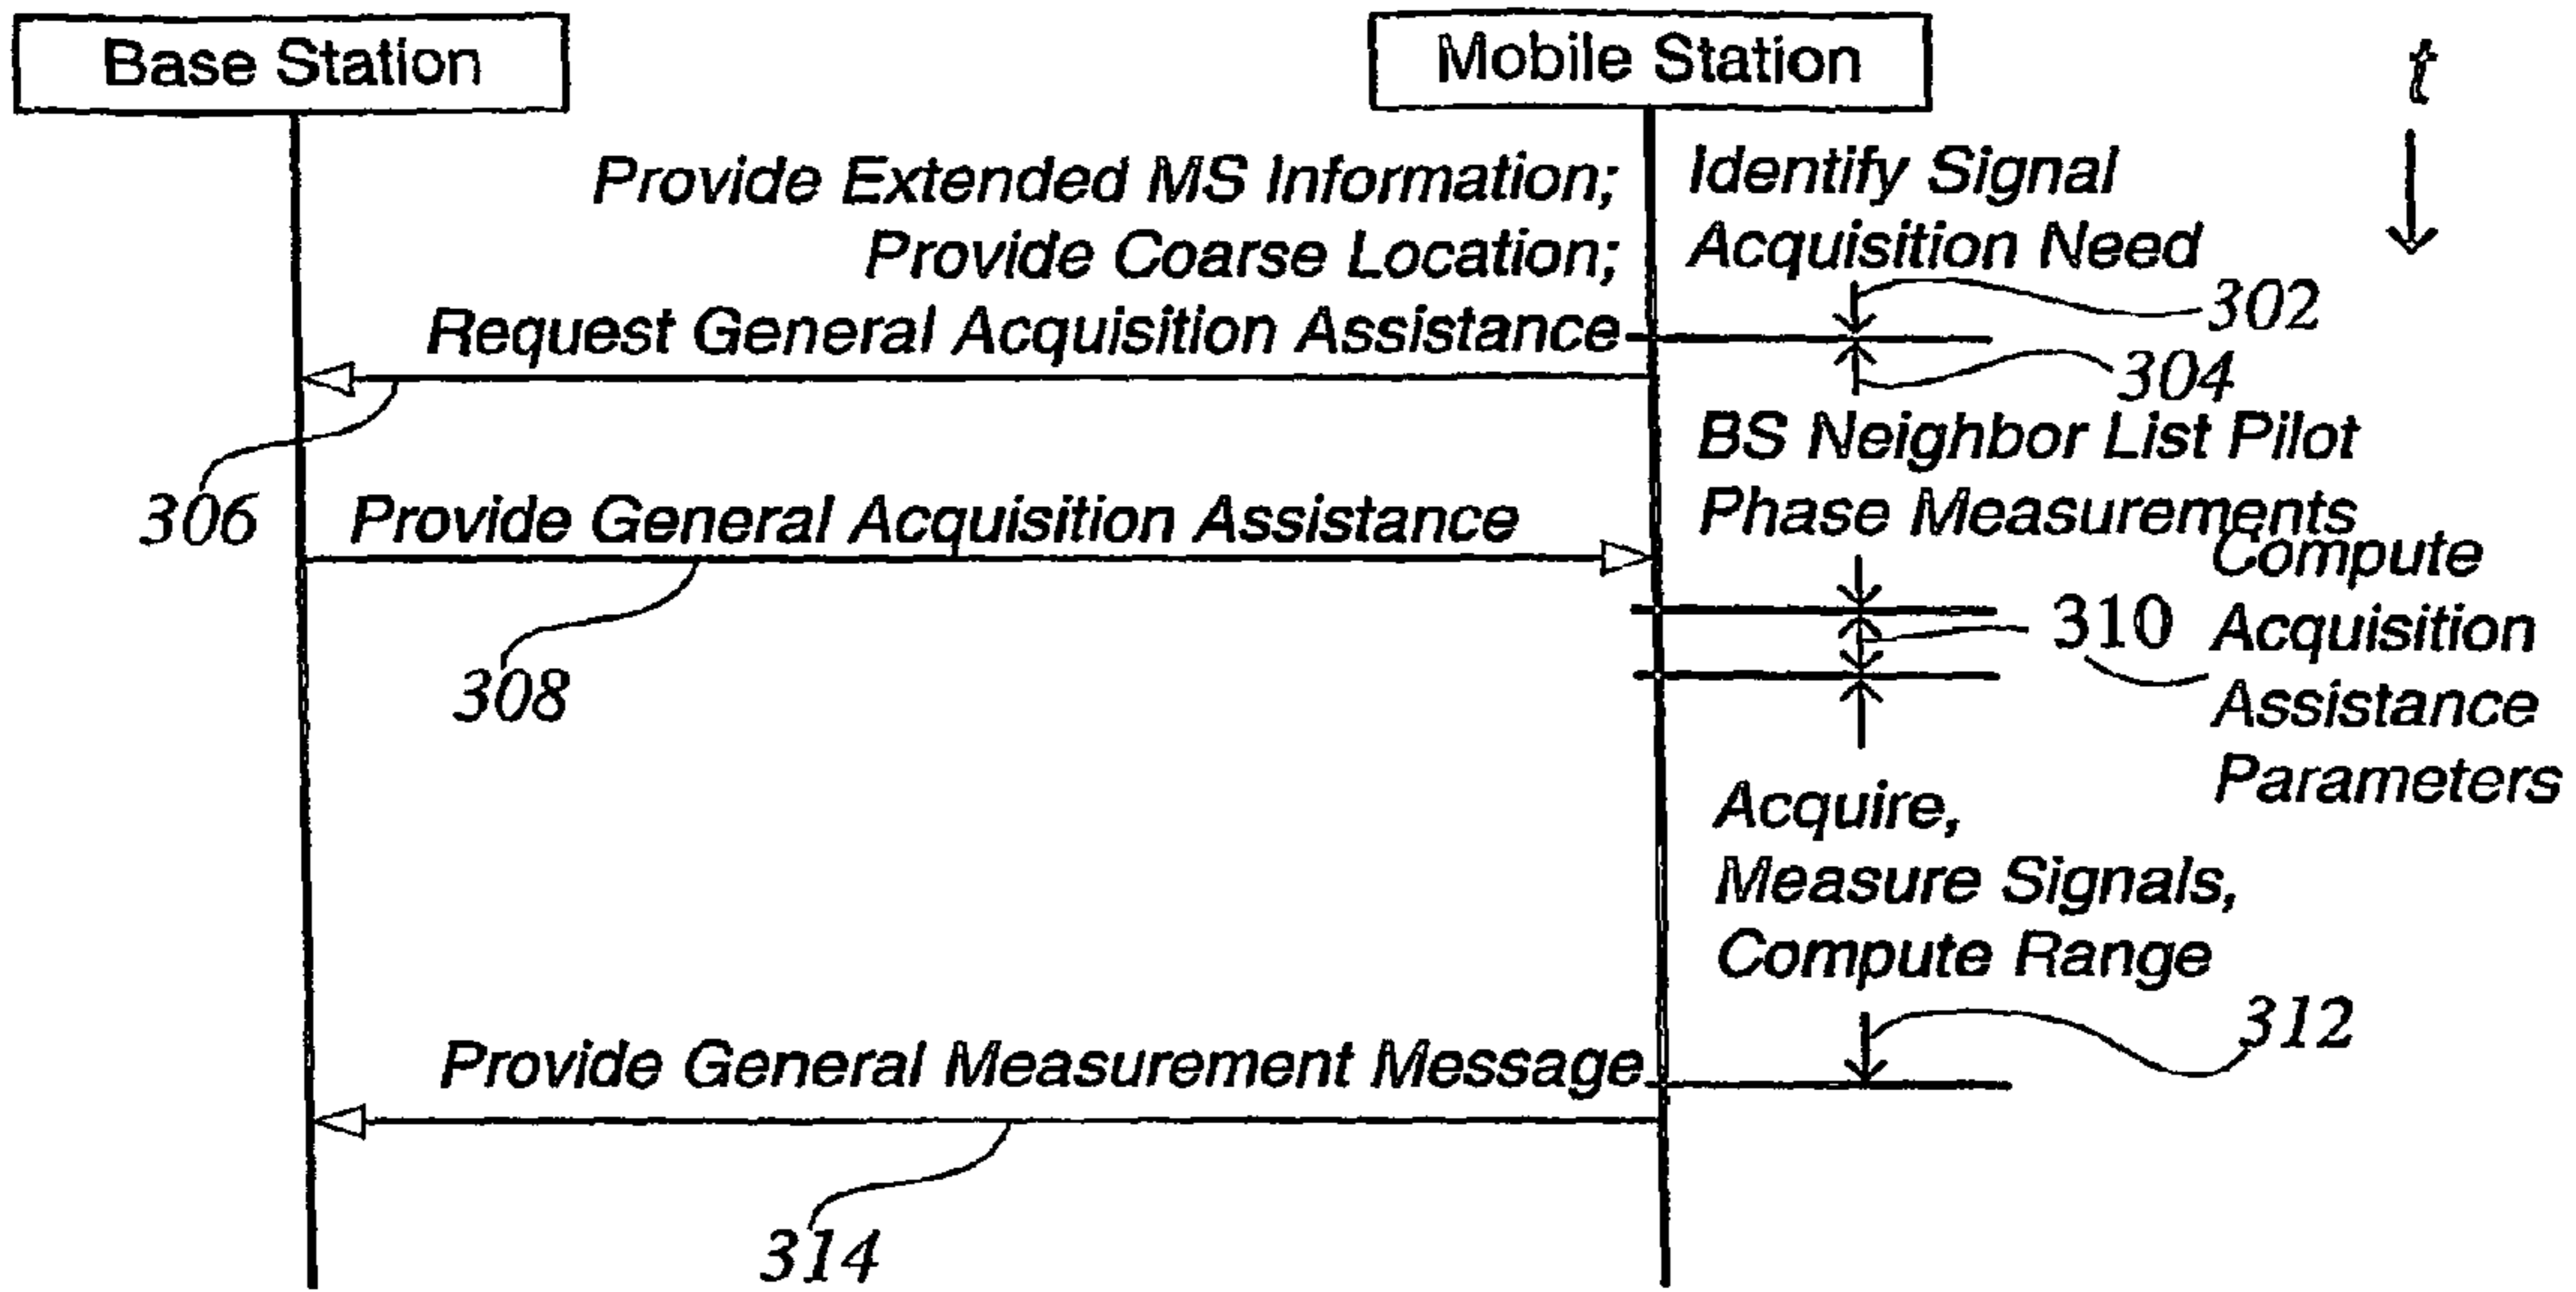 Base Station
Mobile Station
t
Provide Extended MS Information;
Provide Coarse Location;
Request General Acquisition Assistance
Identify Signal
Acquisition Need
302
304
306
BS Neighbor List Pilot
Phase Measurements
Provide General Acquisition Assistance
308
310
Compute
Acquisition
Assistance
Parameters
Acquire,
Measure Signals,
Compute Range
312
Provide General Measurement Message
314